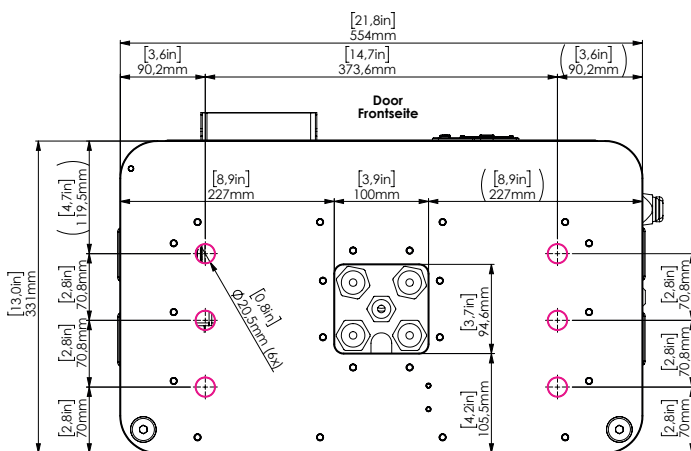 [21,8in]
554mm
[3,6in]
90,2mm
[14,7in]
373,6mm
([3,6in]
90,2mm)
Door
Frontseite
[8,9in]
227mm
[3,9in]
100mm
([8,9in]
227mm)
([4,7in]
119,5mm)
[13,0in]
331mm
[2,8in]
70,8mm
[2,8in]
70,8mm
[2,8in]
70mm
[0,8in]
Ø20,5mm (6x)
[3,7in]
94,6mm
[4,2in]
105,5mm
[2,8in]
70,8mm
[2,8in]
70,8mm
[2,8in]
70mm